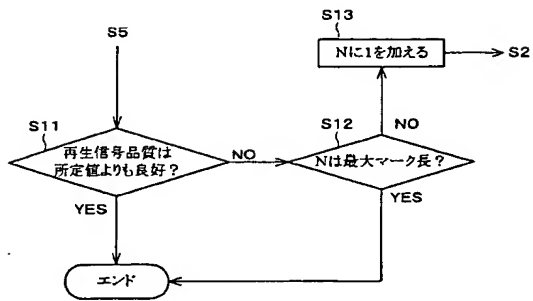 S13
S5
Nに1を加える
S2
S11
S12
NO
再生信号品質は
所定値よりも良好？
NO
Nは最大マーク長？
YES
YES
エンド